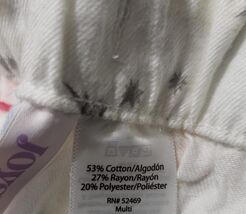 53% Cotton/Algodón
27% Rayon/Rayón
20% Polyester/Poliéster
RN# 52469
Multi